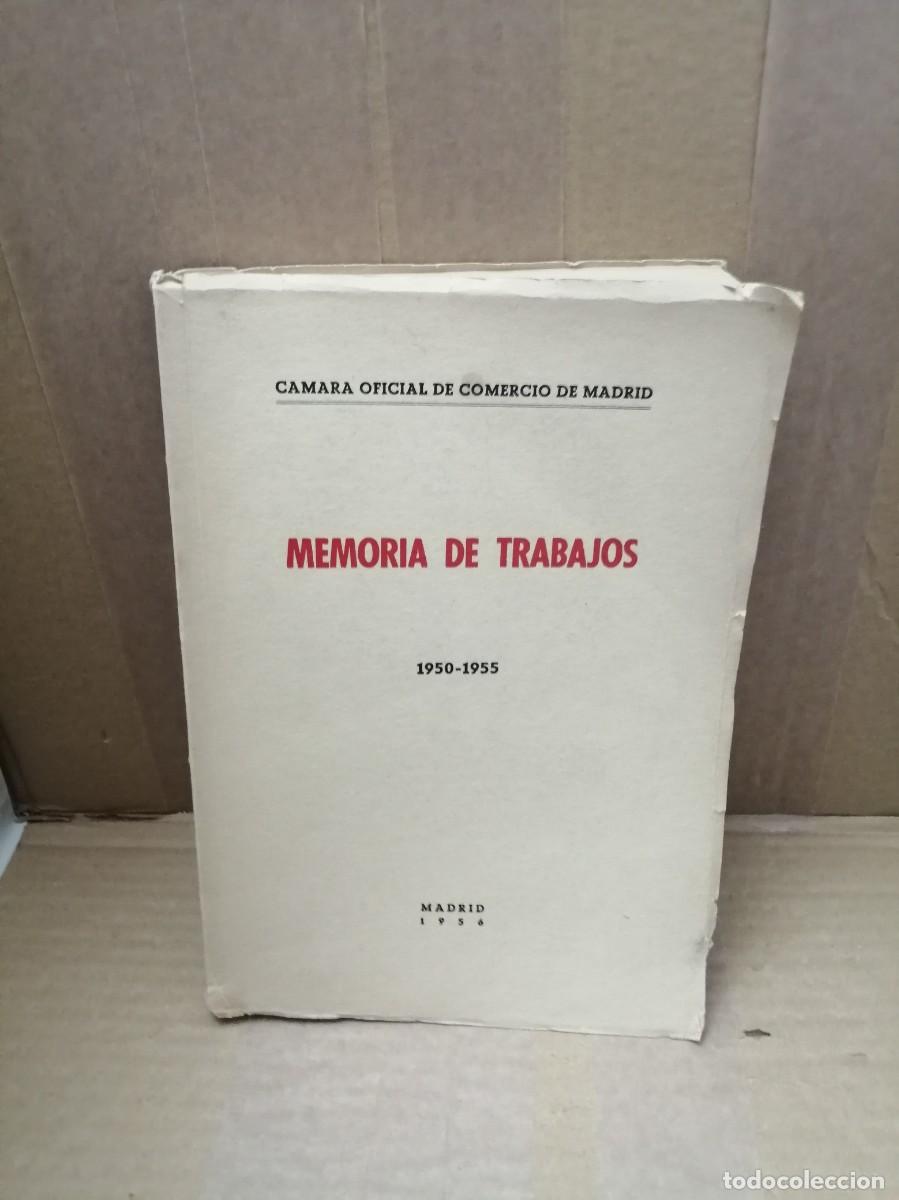 CAMARA OFICIAL DE COMERCIO DE MADRID
MEMORIA DE TRABAJOS
1950-1955
MADRID
1956
todocoleccion